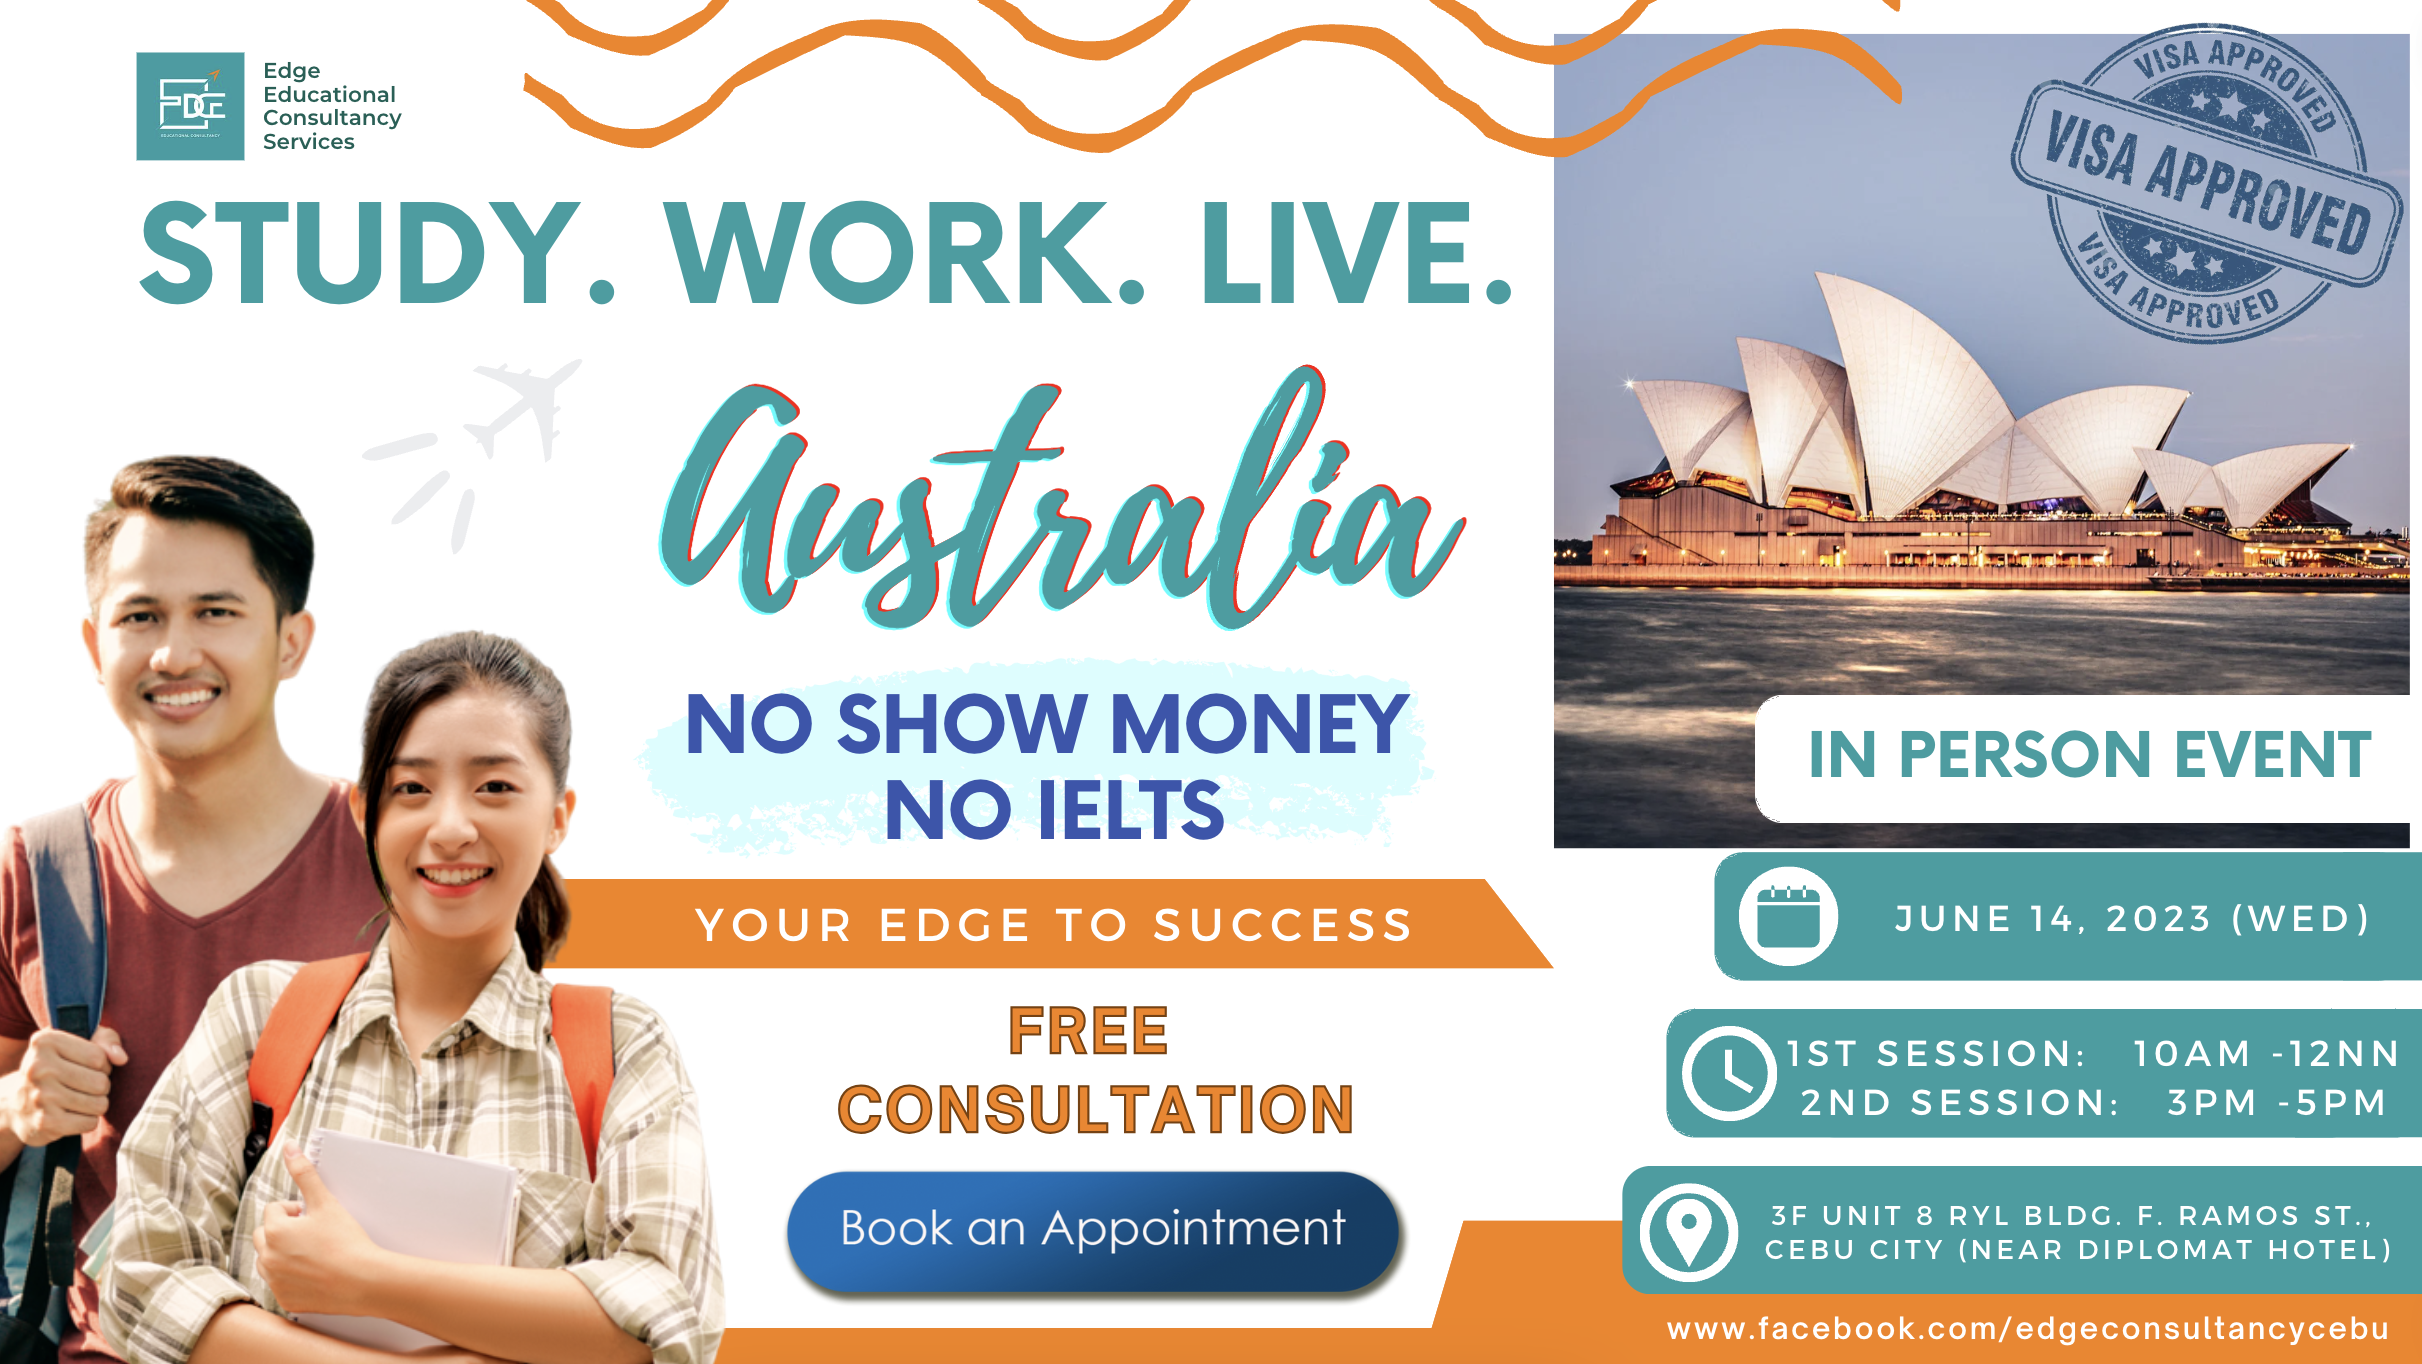 EDGE
EDUCATIONAL CONSULTANCY
Edge
Educational
Consultancy
Services
STUDY. WORK. LIVE.
Australia
NO SHOW MONEY
NO IELTS
YOUR EDGE TO SUCCESS
FREE
CONSULTATION
Book an Appointment
VISA APPROVED
VISA APPROVED
VISA APPROVED
IN PERSON EVENT
JUNE 14, 2023 (WED)
1ST SESSION: 10AM -12NN
2ND SESSION: 3PM -5PM
3F UNIT 8 RYL BLDG. F. RAMOS ST.,
CEBU CITY (NEAR DIPLOMAT HOTEL)
www.facebook.com/edgeconsultancycebu